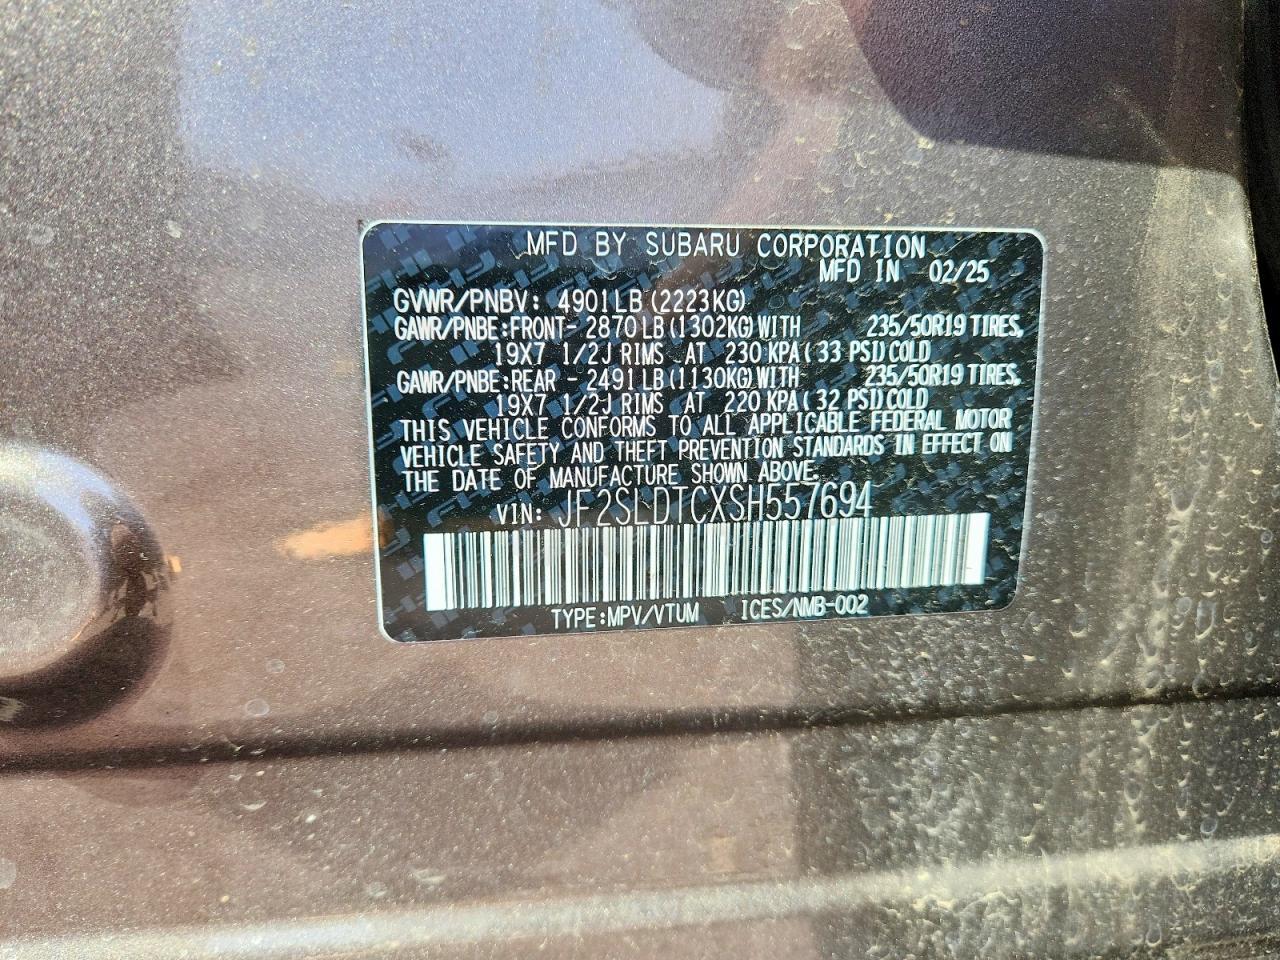 MFD BY SUBARU CORPORATION
MFD IN 02/25
GVWR/PNBV: 4901LB(2223KG)
GAWR/PNBE:FRONT- 2870LB(1302KG)WITH 235/50R19 TIRES,
19X7 1/2J RIMS AT 230 KPA(33 PSI)COLD
GAWR/PNBE:REAR - 2491LB(1130KG)WITH 235/50R19 TIRES,
19X7 1/2J RIMS AT 220 KPA(32 PSI)COLD
THIS VEHICLE CONFORMS TO ALL APPLICABLE FEDERAL MOTOR
VEHICLE SAFETY AND THEFT PREVENTION STANDARDS IN EFFECT ON
THE DATE OF MANUFACTURE SHOWN ABOVE.
VIN: JF2SLDTCXSH557694
TYPE:MPV/VTUM ICES/NMB-002